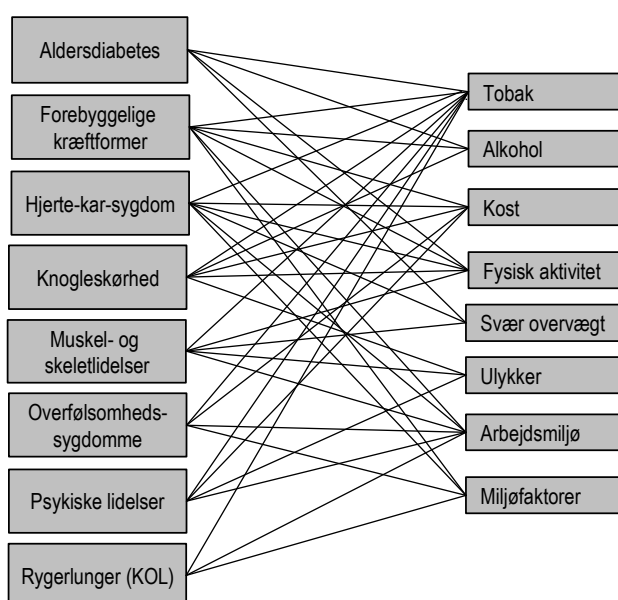 Aldersdiabetes
Forebyggelige
kræftformer
Hjerte-kar-sygdom
Knogleskørhed
Muskel- og
skeletlidelser
Overfølsomheds-
sygdomme
Psykiske lidelser
Rygerlunger (KOL)
Tobak
Alkohol
Kost
Fysisk aktivitet
Svær overvægt
Ulykker
Arbejdsmiljø
Miljøfaktorer